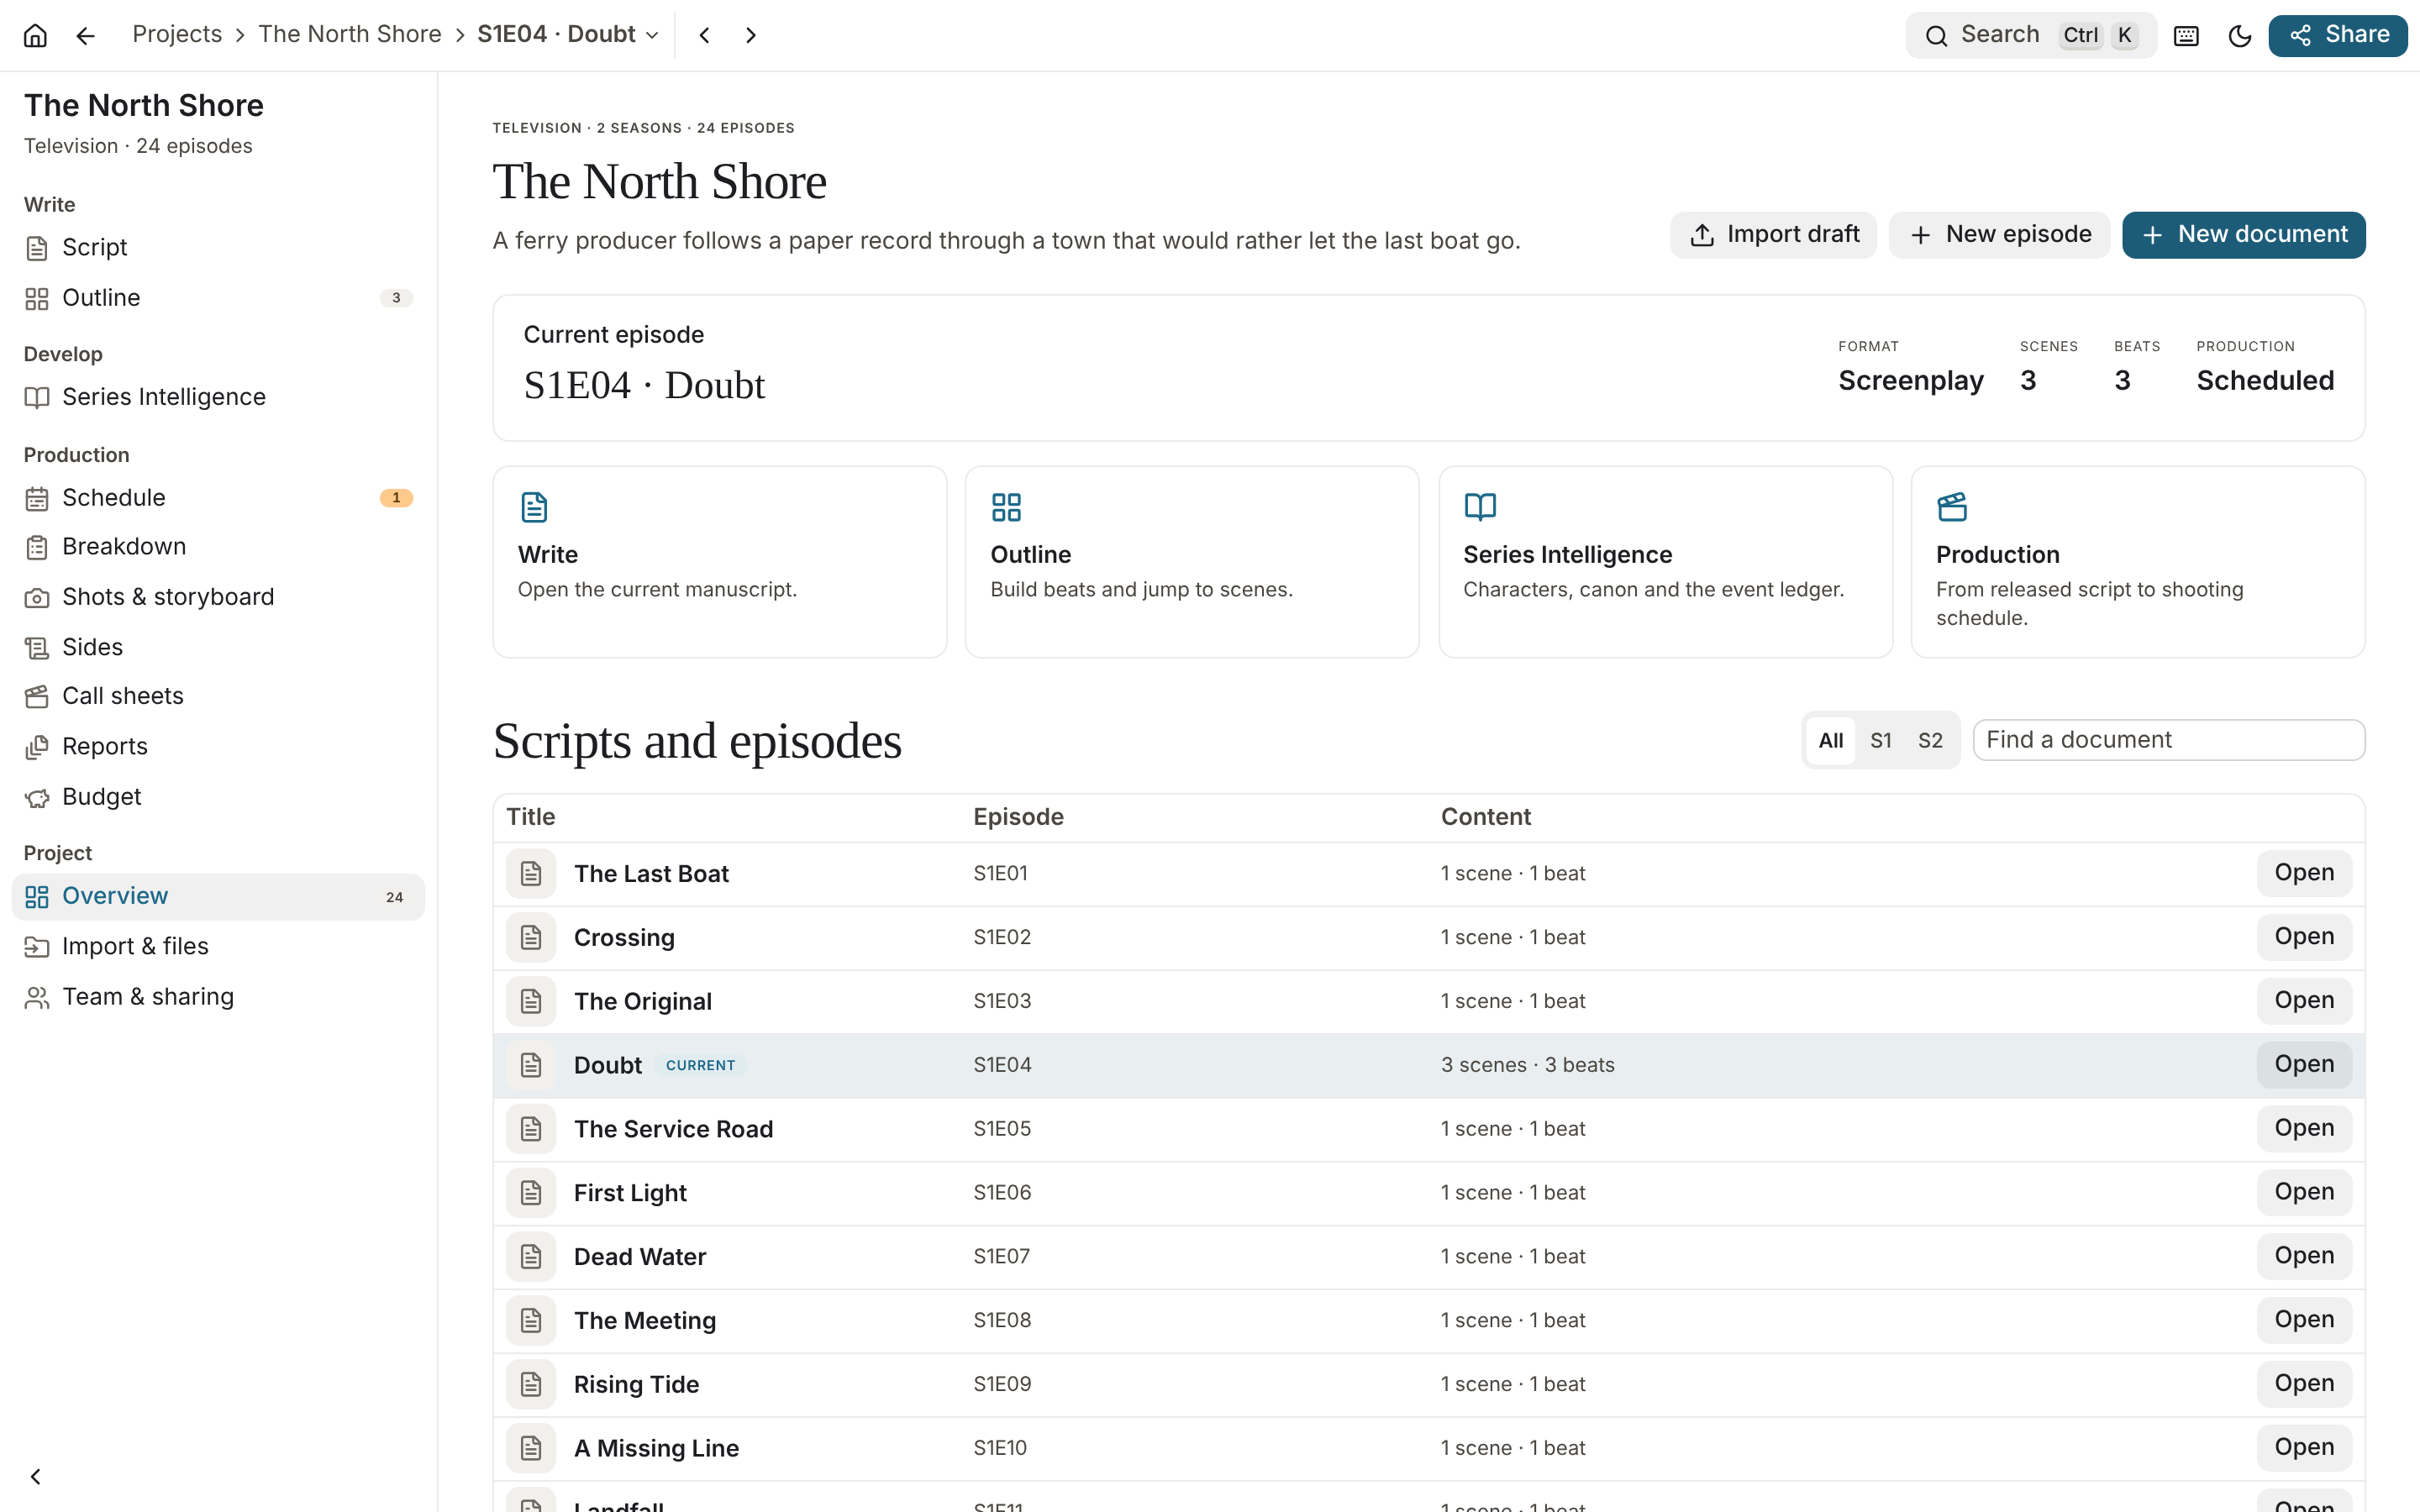 Projects > The North Shore > S1E04 · Doubt
Search Ctrl K
Share
The North Shore
Television · 24 episodes
Write
Script
Outline 3
Develop
Series Intelligence
Production
Schedule 1
Breakdown
Shots & storyboard
Sides
Call sheets
Reports
Budget
Project
Overview 24
Import & files
Team & sharing
TELEVISION · 2 SEASONS · 24 EPISODES
The North Shore
A ferry producer follows a paper record through a town that would rather let the last boat go.
Import draft
New episode
New document
Current episode
S1E04 · Doubt
FORMAT
Screenplay
SCENES
3
BEATS
3
PRODUCTION
Scheduled
Write
Open the current manuscript.
Outline
Build beats and jump to scenes.
Series Intelligence
Characters, canon and the event ledger.
Production
From released script to shooting
schedule.
Scripts and episodes
All S1 S2
Find a document
Title Episode Content
The Last Boat S1E01 1 scene · 1 beat Open
Crossing S1E02 1 scene · 1 beat Open
The Original S1E03 1 scene · 1 beat Open
Doubt CURRENT S1E04 3 scenes · 3 beats Open
The Service Road S1E05 1 scene · 1 beat Open
First Light S1E06 1 scene · 1 beat Open
Dead Water S1E07 1 scene · 1 beat Open
The Meeting S1E08 1 scene · 1 beat Open
Rising Tide S1E09 1 scene · 1 beat Open
A Missing Line S1E10 1 scene · 1 beat Open
Landfall S1E11 1 scene · 1 beat Open